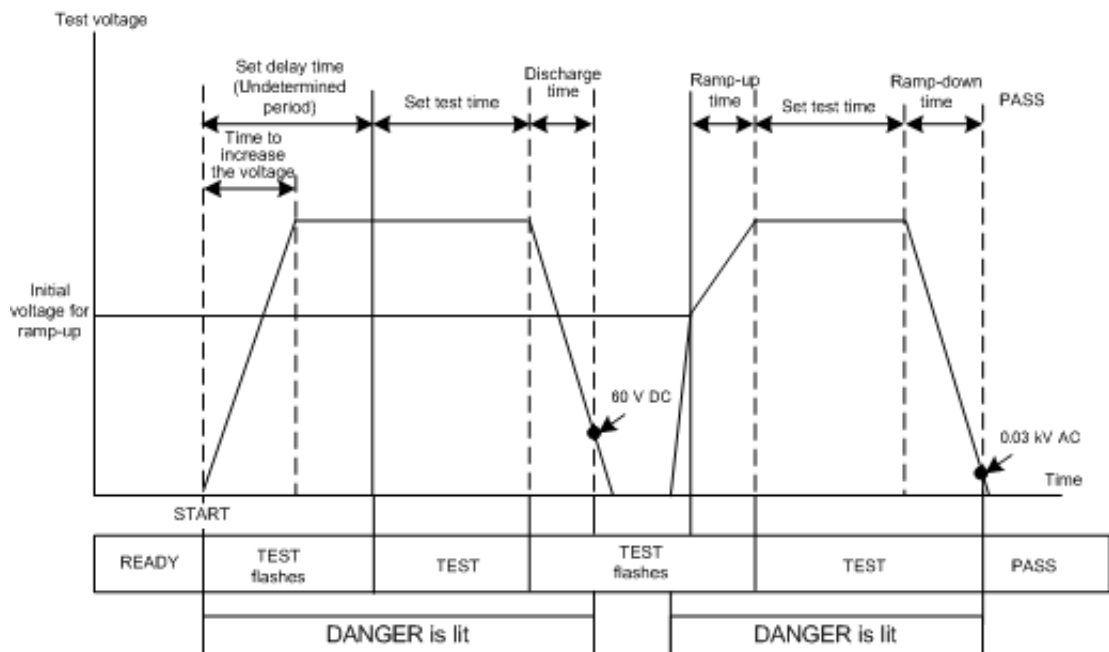 Test voltage
Set delay time
(Undetermined
period)
Set test time
Discharge
time
Ramp-up
time
Set test time
Ramp-down
time
PASS
Time to
increase
the voltage
Initial
voltage for
ramp-up
60 V DC
0.03 kV AC
Time
START
READY
TEST
flashes
TEST
TEST
flashes
TEST
PASS
DANGER is lit
DANGER is lit